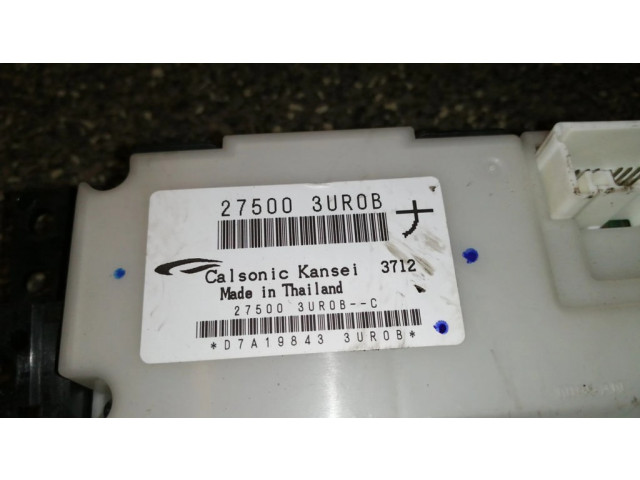 27500 3UR0B
ナ
Calsonic Kansei 3712
Made in Thailand
27500 3UR0B--C
*D7A19843 3UR0B*